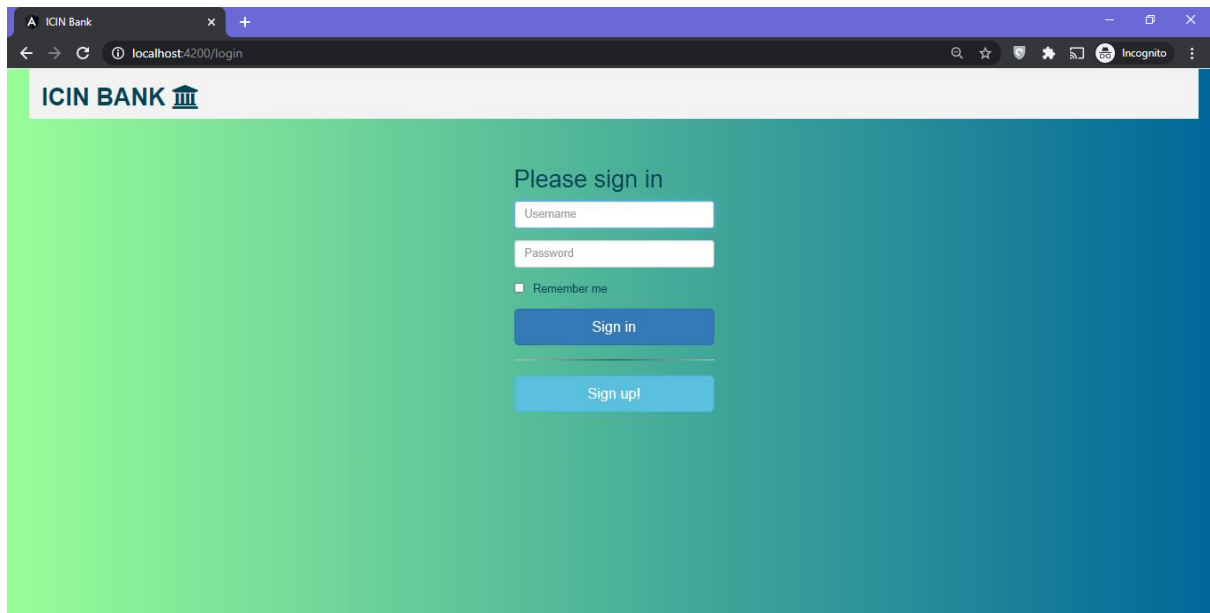 ICIN Bank
localhost:4200/login
Incognito
ICIN BANK
Please sign in
Username
Password
Remember me
Sign in
Sign up!